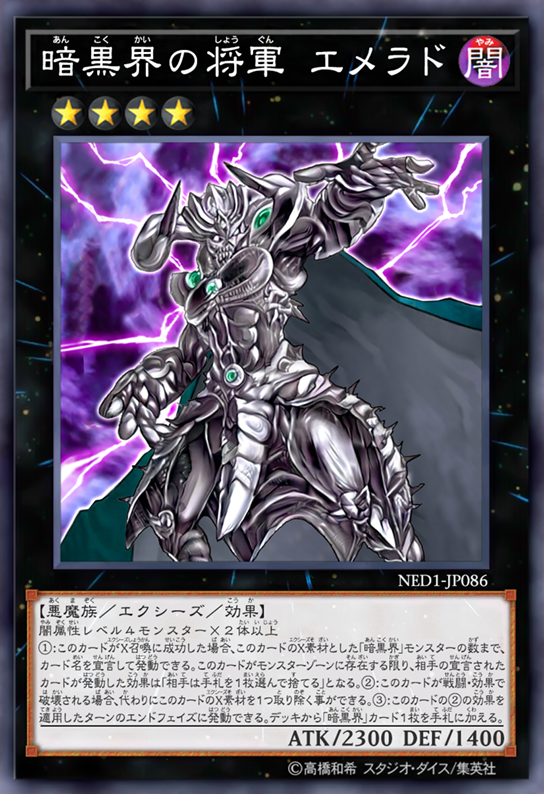 暗黒界の将軍 エメラド 闇
NED1-JP086
【悪魔族/エクシーズ/効果】
闇属性レベル4モンスター×2体以上
①:このカードがX召喚に成功した場合、このカードのX素材とした「暗黒界」モンスターの数まで、
カード名を宣言して発動できる。このカードがモンスターゾーンに存在する限り、相手の宣言された
カードが発動した効果は「相手は手札を1枚選んで捨てる」となる。②:このカードが戦闘・効果で
破壊される場合、代わりにこのカードのX素材を1つ取り除く事ができる。③:このカードの②の効果を
適用したターンのエンドフェイズに発動できる。デッキから「暗黒界」カード1枚を手札に加える。
ATK/2300 DEF/1400
©高橋和希 スタジオ・ダイス/集英社